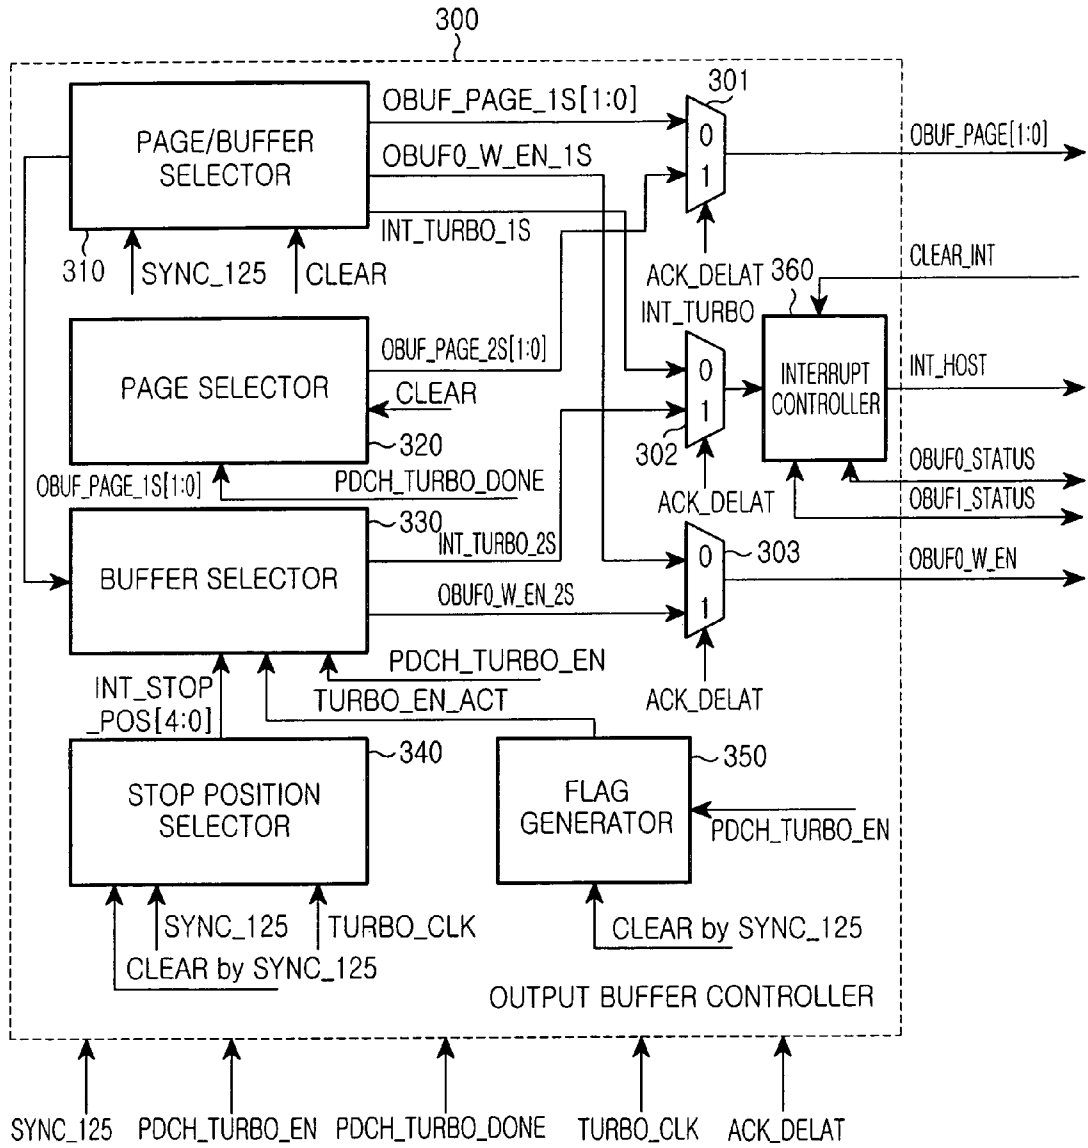 300
OBUF_PAGE_1S[1:0]
301
PAGE/BUFFER
SELECTOR
OBUF0_W_EN_1S
0
1
OBUF_PAGE[1:0]
INT_TURBO_1S
310
SYNC_125
CLEAR
ACK_DELAT
360
CLEAR_INT
INT_TURBO
PAGE SELECTOR
OBUF_PAGE_2S[1:0]
CLEAR
320
0
1
302
INTERRUPT
CONTROLLER
INT_HOST
OBUF_PAGE_1S[1:0]
PDCH_TURBO_DONE
ACK_DELAT
OBUF0_STATUS
OBUF1_STATUS
330
BUFFER SELECTOR
INT_TURBO_2S
OBUF0_W_EN_2S
0
1
303
OBUF0_W_EN
PDCH_TURBO_EN
INT_STOP
_POS[4:0]
TURBO_EN_ACT
ACK_DELAT
340
STOP POSITION
SELECTOR
350
FLAG
GENERATOR
PDCH_TURBO_EN
SYNC_125
TURBO_CLK
CLEAR by SYNC_125
CLEAR by SYNC_125
OUTPUT BUFFER CONTROLLER
SYNC_125
PDCH_TURBO_EN
PDCH_TURBO_DONE
TURBO_CLK
ACK_DELAT